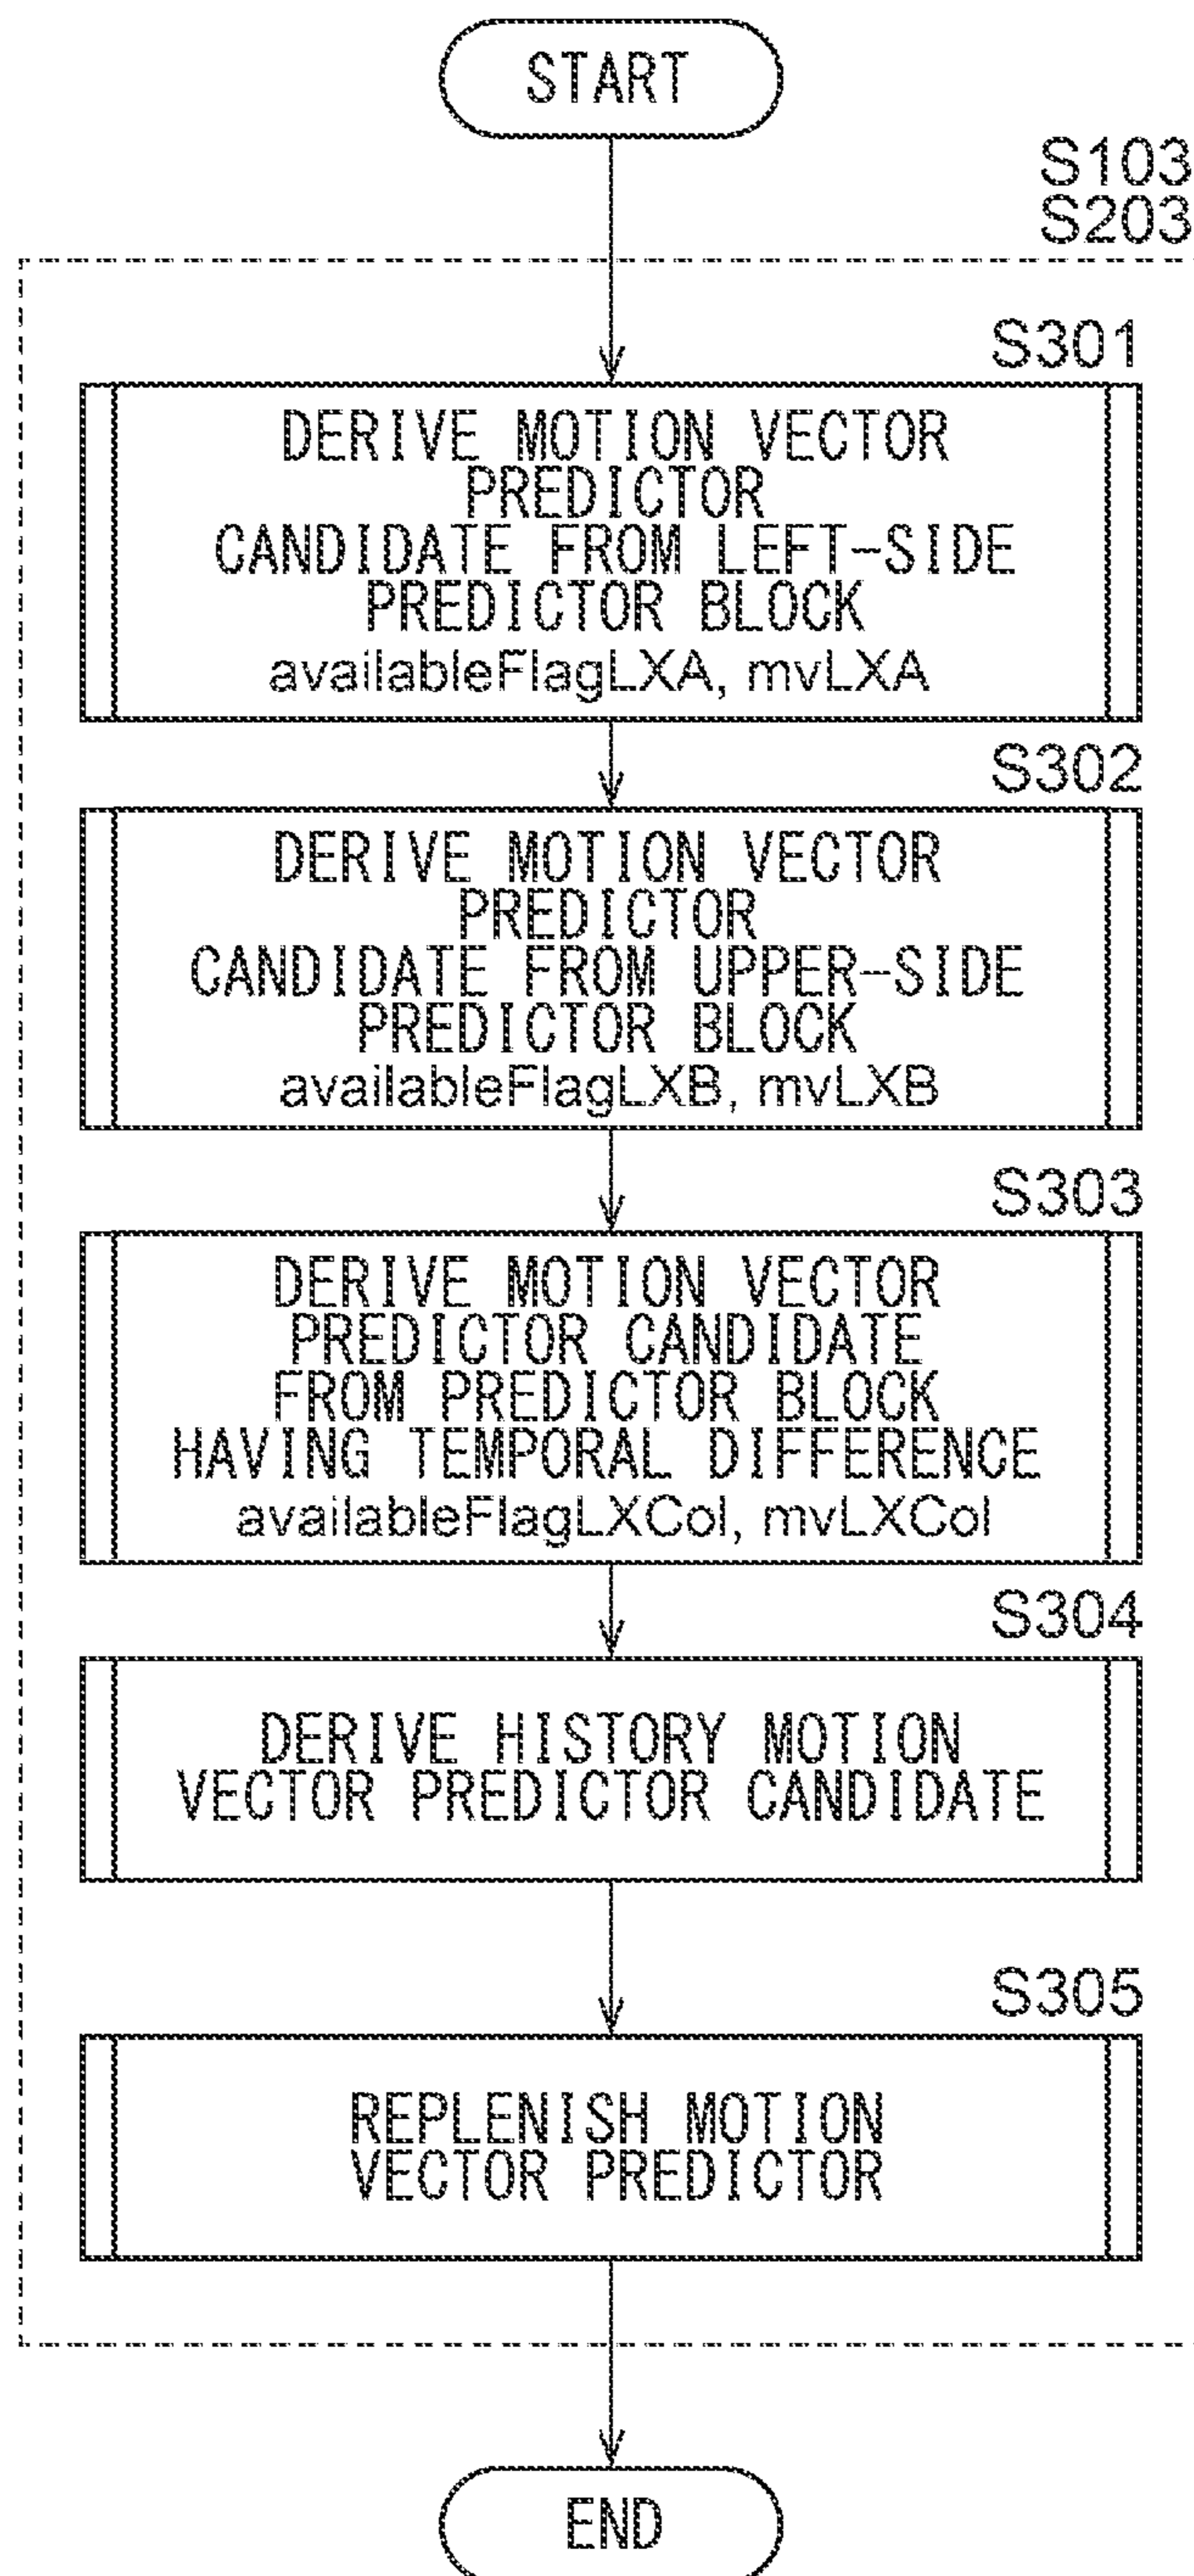 START
S103
S203
S301
DERIVE MOTION VECTOR
PREDICTOR
CANDIDATE FROM LEFT-SIDE
PREDICTOR BLOCK
availableFlagLXA, mvLXA
S302
DERIVE MOTION VECTOR
PREDICTOR
CANDIDATE FROM UPPER-SIDE
PREDICTOR BLOCK
availableFlagLXB, mvLXB
S303
DERIVE MOTION VECTOR
PREDICTOR CANDIDATE
FROM PREDICTOR BLOCK
HAVING TEMPORAL DIFFERENCE
availableFlagLXCol, mvLXCol
S304
DERIVE HISTORY MOTION
VECTOR PREDICTOR CANDIDATE
S305
REPLENISH MOTION
VECTOR PREDICTOR
END